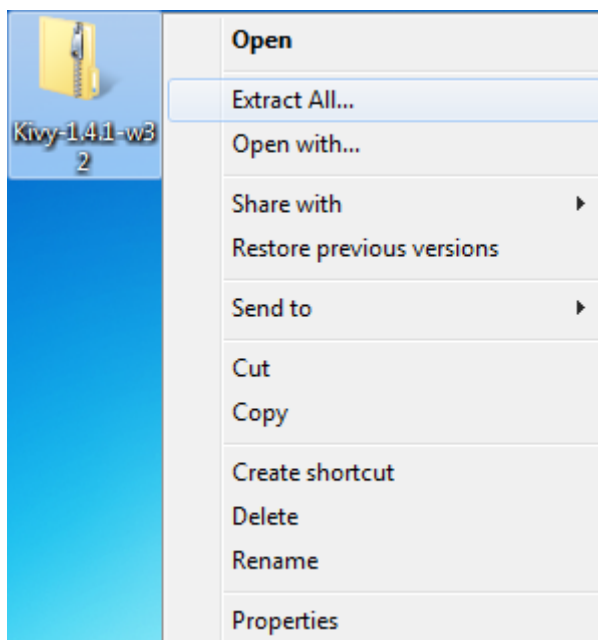 Kivy-1.4.1-w3
2
Open
Extract All...
Open with...
Share with
Restore previous versions
Send to
Cut
Copy
Create shortcut
Delete
Rename
Properties